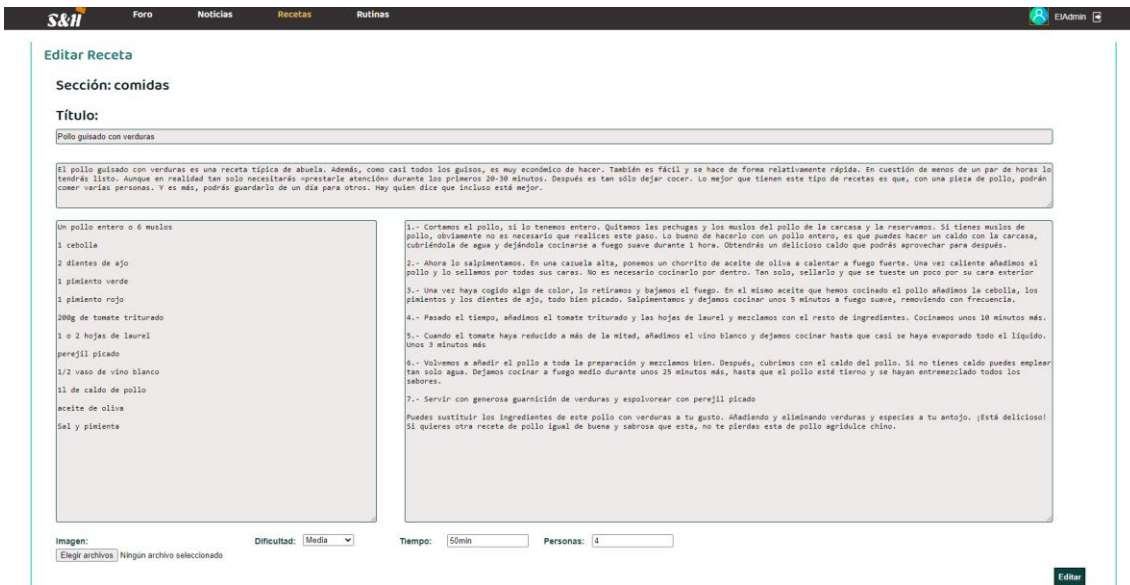 S&H Foro Noticias Recetas Rutinas ElAdmin
Editar Receta
Sección: comidas
Título:
Pollo guisado con verduras
El pollo guisado con verduras es una receta típica de abuela. Además, como casi todos los guisos, es muy económico de hacer. También es fácil y se hace de forma relativamente rápida. En cuestión de menos de un par de horas lo
tendrás listo. Aunque en realidad tan solo necesitarás «prestarle atención» durante los primeros 20-30 minutos. Después es tan sólo dejar cocer. Lo mejor que tienen este tipo de recetas es que, con una pieza de pollo, podrán
comer varias personas. Y es más, podrás guardarlo de un día para otros. Hay quien dice que incluso está mejor.
Un pollo entero o 6 muslos
1 cebolla
2 dientes de ajo
1 pimiento verde
1 pimiento rojo
200g de tomate triturado
1 o 2 hojas de laurel
perejil picado
1/2 vaso de vino blanco
1l de caldo de pollo
aceite de oliva
Sal y pimienta
1.- Cortamos el pollo, si lo tenemos entero. Quitamos las pechugas y los muslos del pollo de la carcasa y la reservamos. Si tienes muslos de
pollo, obviamente no es necesario que realices este paso. Lo bueno de hacerlo con un pollo entero, es que puedes hacer un caldo con la carcasa,
cubriéndola de agua y dejándola cocinarse a fuego suave durante 1 hora. Obtendrás un delicioso caldo que podrás aprovechar para después.
2.- Ahora lo salpimentamos. En una cazuela alta, ponemos un chorrito de aceite de oliva a calentar a fuego fuerte. Una vez caliente añadimos el
pollo y lo sellamos por todas sus caras. No es necesario cocinarlo por dentro. Tan solo, sellarlo y que se tueste un poco por su cara exterior
3.- Una vez haya cogido algo de color, lo retiramos y bajamos el fuego. En el mismo aceite que hemos cocinado el pollo añadimos la cebolla, los
pimientos y los dientes de ajo, todo bien picado. Salpimentamos y dejamos cocinar unos 5 minutos a fuego suave, removiendo con frecuencia.
4.- Pasado el tiempo, añadimos el tomate triturado y las hojas de laurel y mezclamos con el resto de ingredientes. Cocinamos unos 10 minutos más.
5.- Cuando el tomate haya reducido a más de la mitad, añadimos el vino blanco y dejamos cocinar hasta que casi se haya evaporado todo el líquido.
Unos 3 minutos más
6.- Volvemos a añadir el pollo a toda la preparación y mezclamos bien. Después, cubrimos con el caldo del pollo. Si no tienes caldo puedes emplear
tan solo agua. Dejamos cocinar a fuego medio durante unos 25 minutos más, hasta que el pollo esté tierno y se hayan entremezclado todos los
sabores.
7.- Servir con generosa guarnición de verduras y espolvorear con perejil picado
Puedes sustituir los ingredientes de este pollo con verduras a tu gusto. Añadiendo y eliminando verduras y especies a tu antojo. ¡Está delicioso!
Si quieres otra receta de pollo igual de buena y sabrosa que esta, no te pierdas esta de pollo agridulce chino.
Imagen: Dificultad: Media Tiempo: 50min Personas: 4
Elegir archivos Ningún archivo seleccionado
Editar